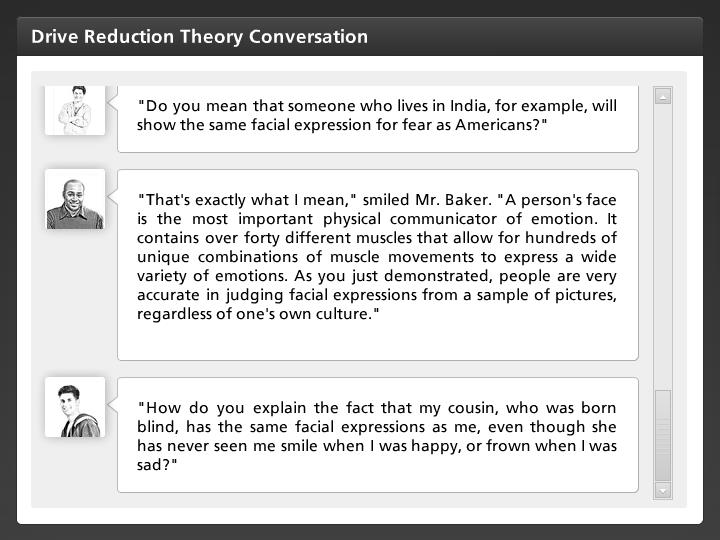 Drive Reduction Theory Conversation
"Do you mean that someone who lives in India, for example, will
show the same facial expression for fear as Americans?"
"That's exactly what I mean," smiled Mr. Baker. "A person's face
is the most important physical communicator of emotion. It
contains over forty different muscles that allow for hundreds of
unique combinations of muscle movements to express a wide
variety of emotions. As you just demonstrated, people are very
accurate in judging facial expressions from a sample of pictures,
regardless of one's own culture."
"How do you explain the fact that my cousin, who was born
blind, has the same facial expressions as me, even though she
has never seen me smile when I was happy, or frown when I was
sad?"